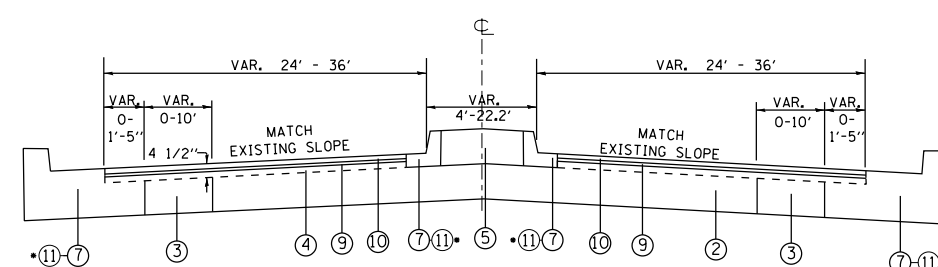 ℄
VAR. 24' - 36'
VAR. 24' - 36'
VAR.
0-
1'-5"
VAR.
0-10'
VAR.
4'-22.2'
VAR.
0-10'
VAR.
0-
1'-5"
4 1/2"
MATCH
EXISTING SLOPE
MATCH
EXISTING SLOPE
*11-7
3
4
9
10
7-11*
5
*11-7
10
9
2
3
7-11